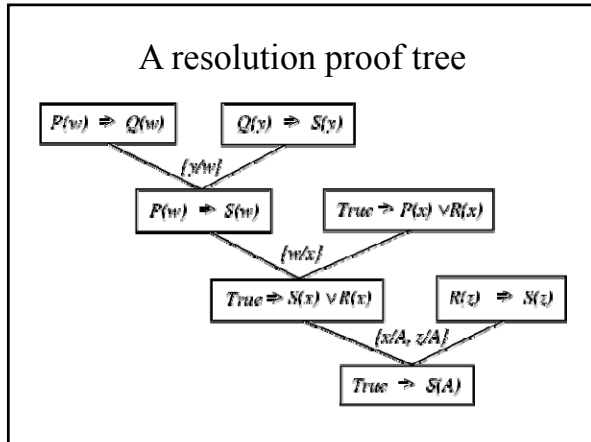 A resolution proof tree
P(w) ⇒ Q(w)
Q(y) ⇒ S(y)
{y/w}
P(w) ⇒ S(w)
True ⇒ P(x) ∨R(x)
{w/x}
True ⇒ S(x) ∨ R(x)
R(z) ⇒ S(z)
{x/A, z/A}
True ⇒ S(A)